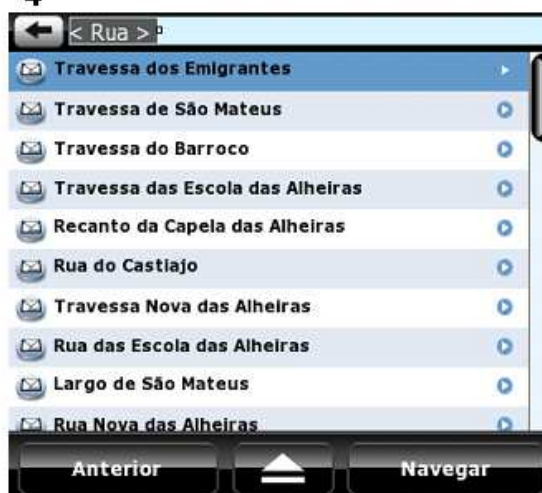 < Rua >
Travessa dos Emigrantes
Travessa de São Mateus
Travessa do Barroco
Travessa das Escola das Alheiras
Recanto da Capela das Alheiras
Rua do Castiajo
Travessa Nova das Alheiras
Rua das Escola das Alheiras
Largo de São Mateus
Rua Nova das Alheiras
Anterior
Navegar